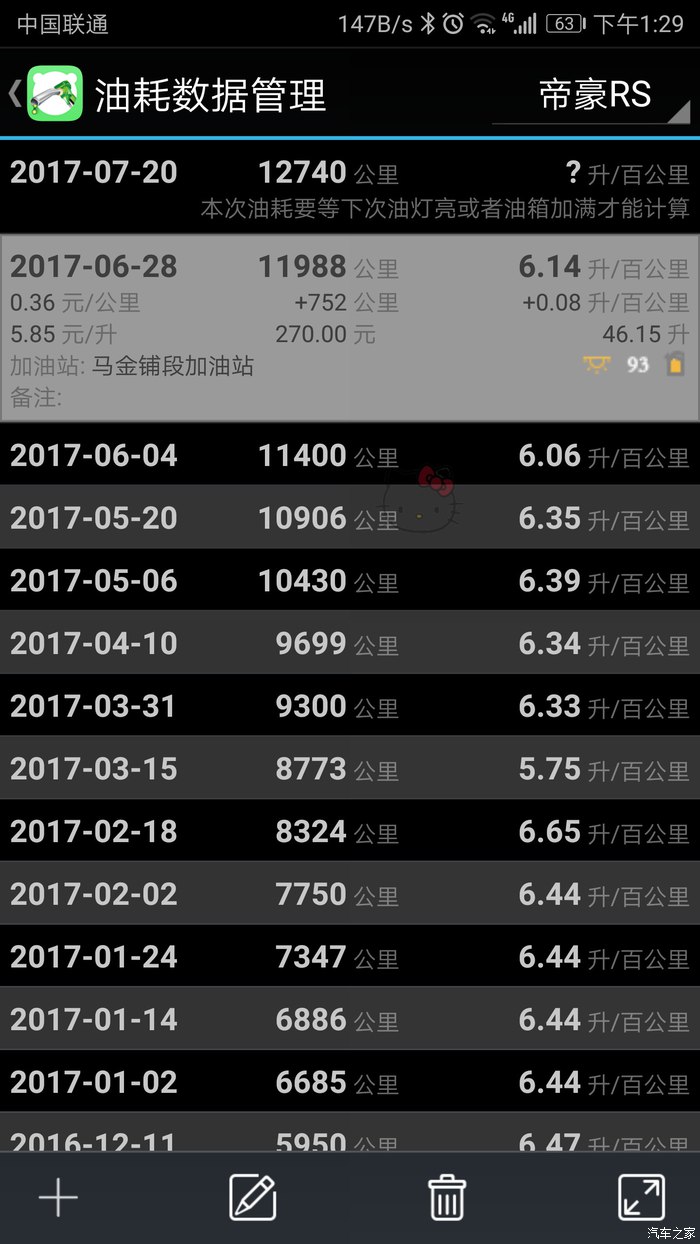 中国联通 147B/s 4G 63 下午1:29
油耗数据管理 帝豪RS
2017-07-20 12740 公里 ? 升/百公里
本次油耗要等下次油灯亮或者油箱加满才能计算
2017-06-28 11988 公里 6.14 升/百公里
0.36 元/公里 +752 公里 +0.08 升/百公里
5.85 元/升 270.00 元 46.15 升
加油站: 马金铺段加油站 93
备注:
2017-06-04 11400 公里 6.06 升/百公里
2017-05-20 10906 公里 6.35 升/百公里
2017-05-06 10430 公里 6.39 升/百公里
2017-04-10 9699 公里 6.34 升/百公里
2017-03-31 9300 公里 6.33 升/百公里
2017-03-15 8773 公里 5.75 升/百公里
2017-02-18 8324 公里 6.65 升/百公里
2017-02-02 7750 公里 6.44 升/百公里
2017-01-24 7347 公里 6.44 升/百公里
2017-01-14 6886 公里 6.44 升/百公里
2017-01-02 6685 公里 6.44 升/百公里
2016-12-11 5950 公里 6.47 升/百公里
汽车之家